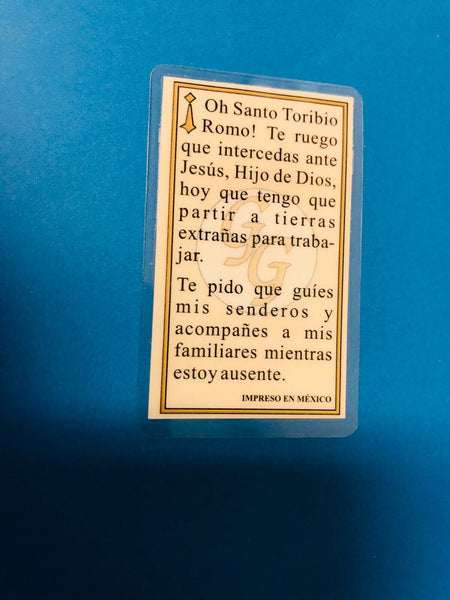 ¡Oh Santo Toribio
Romo! Te ruego
que intercedas ante
Jesús, Hijo de Dios,
hoy que tengo que
partir a tierras
extrañas para traba-
jar.
Te pido que guíes
mis senderos y
acompañes a mis
familiares mientras
estoy ausente.
IMPRESO EN MÉXICO